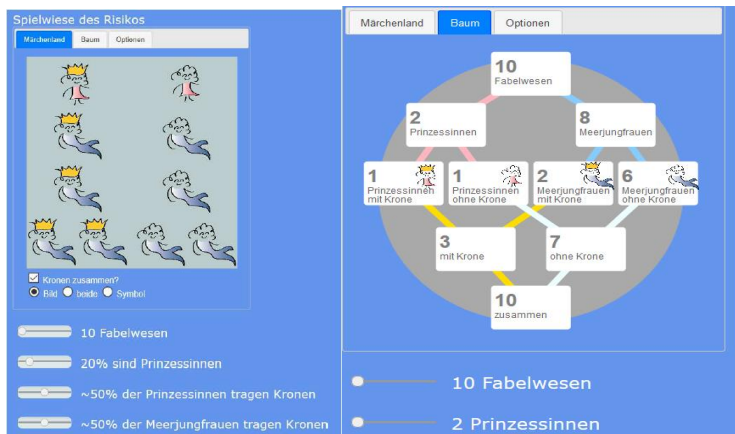 Spielwiese des Risikos
Märchenland Baum Optionen
Kronen zusammen?
Bild beide Symbol
10 Fabelwesen
20% sind Prinzessinnen
~50% der Prinzessinnen tragen Kronen
~50% der Meerjungfrauen tragen Kronen
Märchenland Baum Optionen
10
Fabelwesen
2
Prinzessinnen
8
Meerjungfrauen
1
Prinzessinnen
mit Krone
1
Prinzessinnen
ohne Krone
2
Meerjungfrauen
mit Krone
6
Meerjungfrauen
ohne Krone
3
mit Krone
7
ohne Krone
10
zusammen
10 Fabelwesen
2 Prinzessinnen